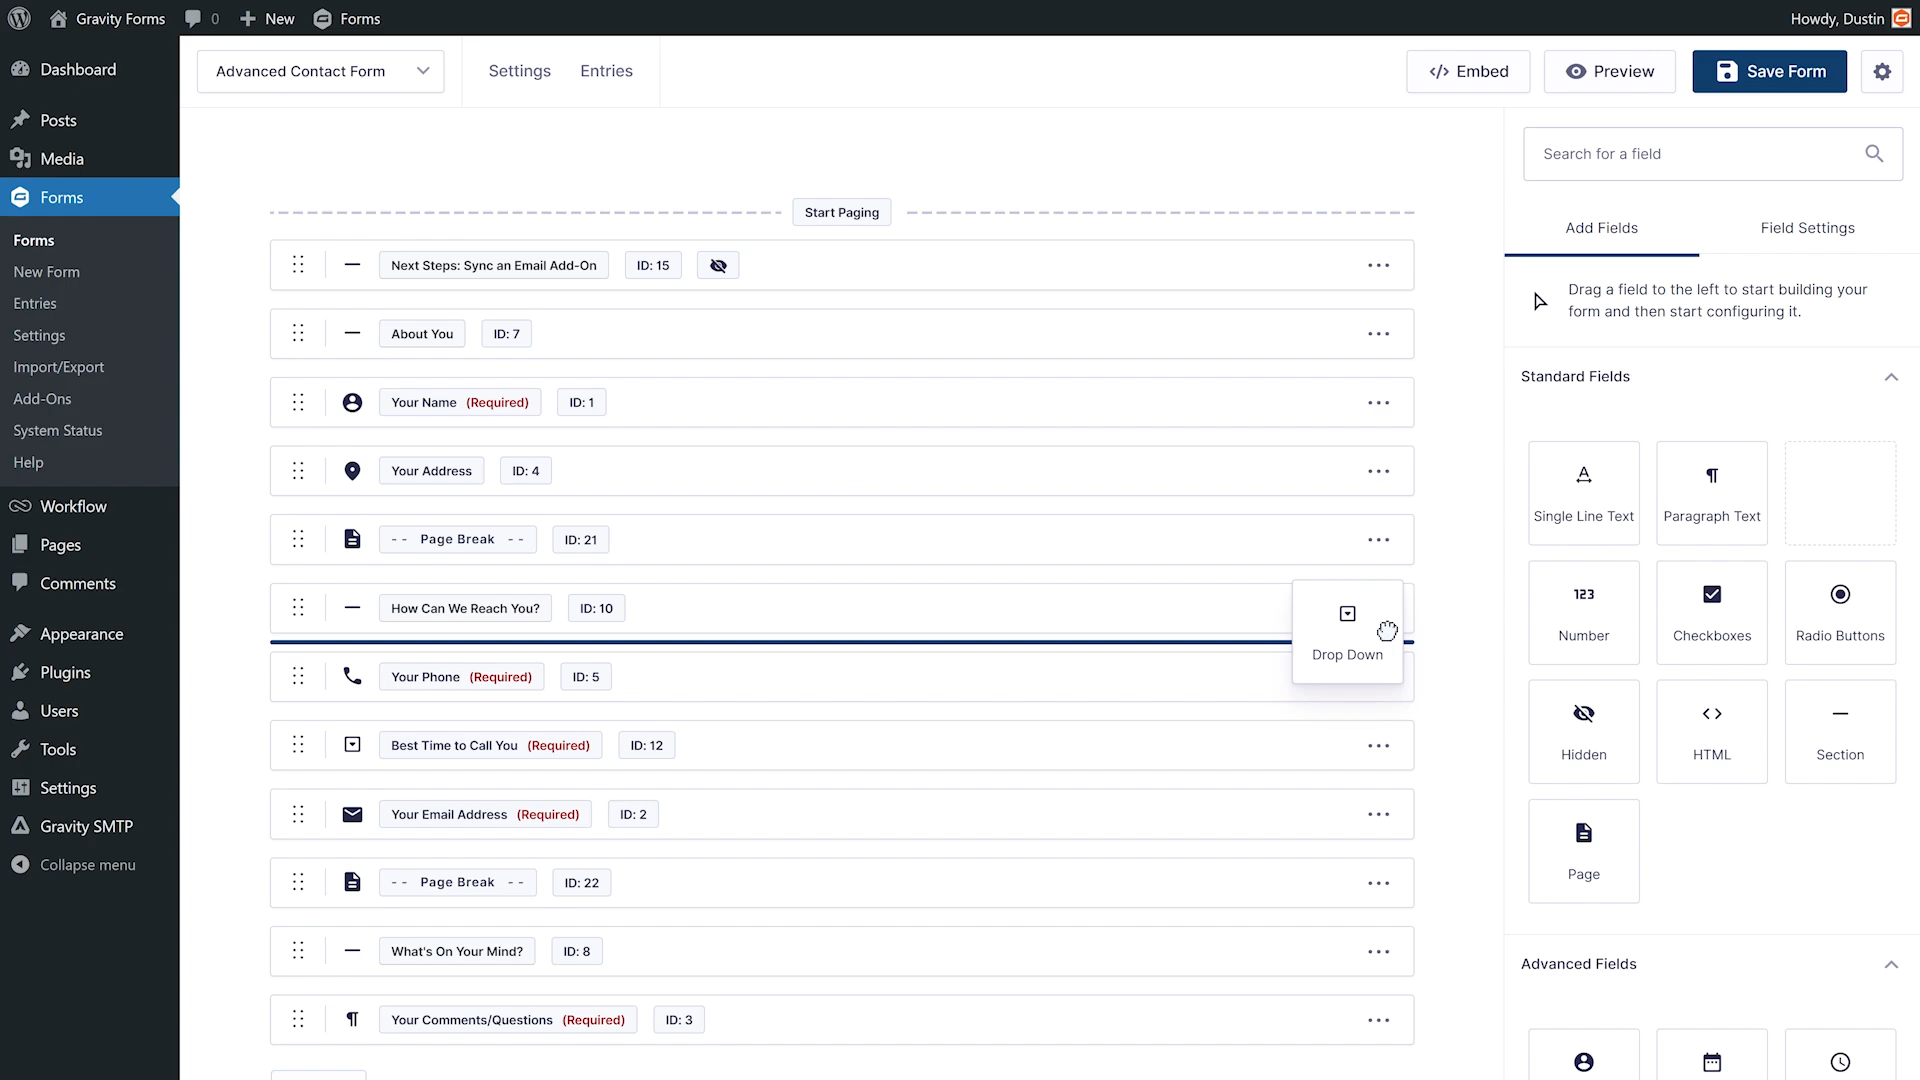 Gravity Forms
0
New
Forms
Howdy, Dustin
Dashboard
Posts
Media
Forms
Forms
New Form
Entries
Settings
Import/Export
Add-Ons
System Status
Help
Workflow
Pages
Comments
Appearance
Plugins
Users
Tools
Settings
Gravity SMTP
Collapse menu
Advanced Contact Form
Settings
Entries
</> Embed
Preview
Save Form
Start Paging
Next Steps: Sync an Email Add-On ID: 15
About You ID: 7
Your Name (Required) ID: 1
Your Address ID: 4
-- Page Break -- ID: 21
How Can We Reach You? ID: 10
Your Phone (Required) ID: 5
Best Time to Call You (Required) ID: 12
Your Email Address (Required) ID: 2
-- Page Break -- ID: 22
What's On Your Mind? ID: 8
Your Comments/Questions (Required) ID: 3
Drop Down
Search for a field
Add Fields
Field Settings
Drag a field to the left to start building your
form and then start configuring it.
Standard Fields
Single Line Text
Paragraph Text
123
Number
Checkboxes
Radio Buttons
Hidden
HTML
Section
Page
Advanced Fields